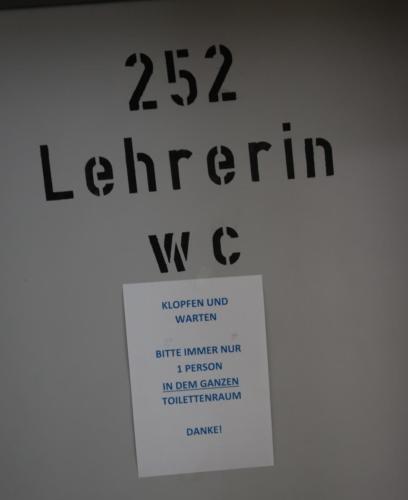 252
Lehrerin
WC
KLOPFEN UND
WARTEN
BITTE IMMER NUR
1 PERSON
IN DEM GANZEN
TOILETTENRAUM
DANKE!